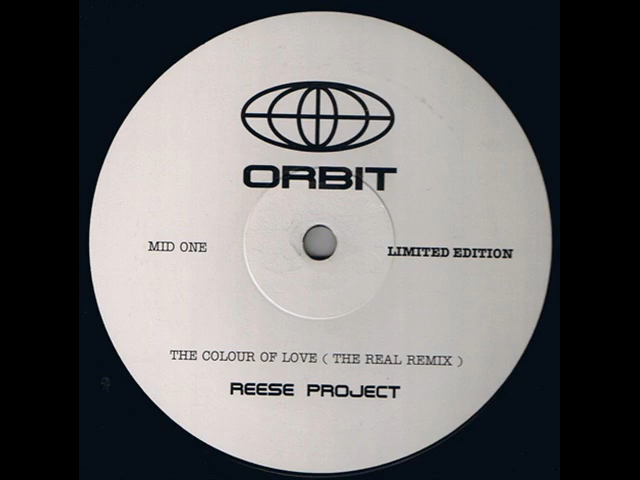 ORBIT
MID ONE
LIMITED EDITION
THE COLOUR OF LOVE ( THE REAL REMIX )
REESE PROJECT